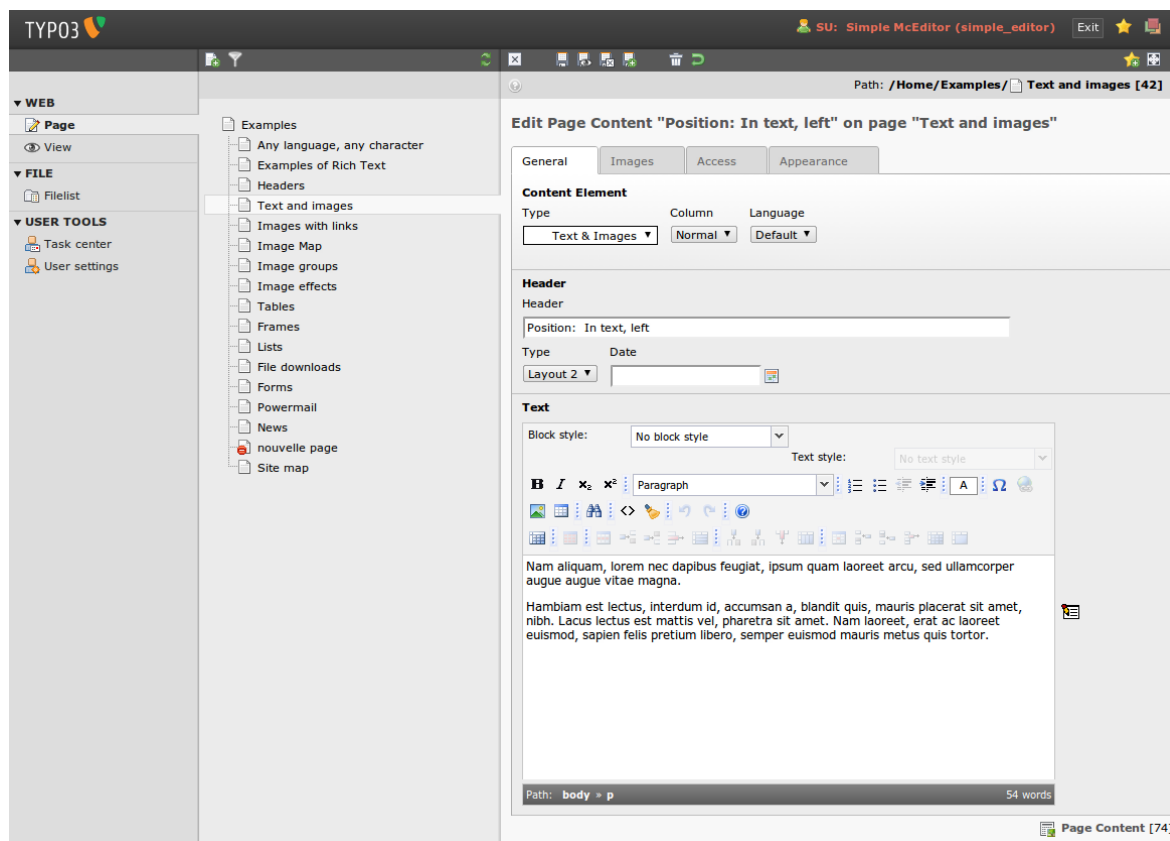 TYPO3
SU: Simple McEditor (simple_editor) Exit
Path: /Home/Examples/ Text and images [42]
WEB
Page
View
FILE
Filelist
USER TOOLS
Task center
User settings
Examples
Any language, any character
Examples of Rich Text
Headers
Text and images
Images with links
Image Map
Image groups
Image effects
Tables
Frames
Lists
File downloads
Forms
Powermail
News
nouvelle page
Site map
Edit Page Content "Position: In text, left" on page "Text and images"
General Images Access Appearance
Content Element
Type Column Language
Text & Images Normal Default
Header
Header
Position: In text, left
Type Date
Layout 2
Text
Block style: No block style
Text style: No text style
B I x₂ x² Paragraph A Ω
Nam aliquam, lorem nec dapibus feugiat, ipsum quam laoreet arcu, sed ullamcorper
augue augue vitae magna.
Hambiam est lectus, interdum id, accumsan a, blandit quis, mauris placerat sit amet,
nibh. Lacus lectus est mattis vel, pharetra sit amet. Nam laoreet, erat ac laoreet
euismod, sapien felis pretium libero, semper euismod mauris metus quis tortor.
Path: body » p 54 words
Page Content [74]